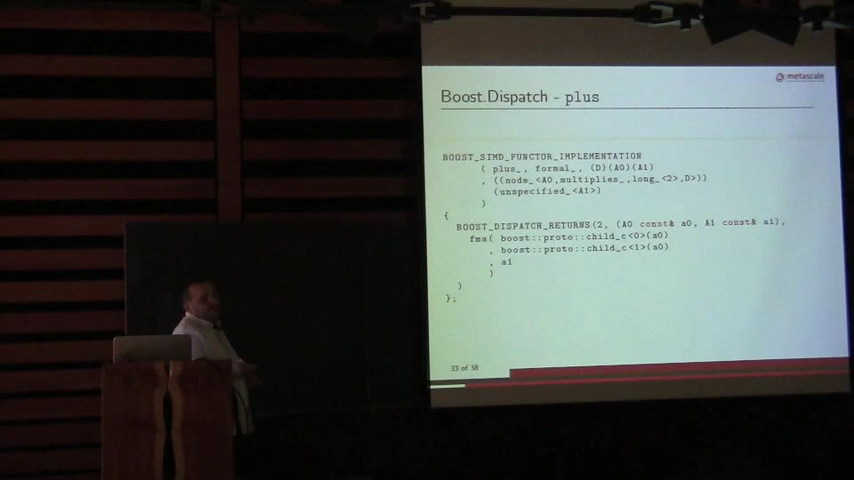 metascale
Boost.Dispatch - plus
BOOST_SIMD_FUNCTOR_IMPLEMENTATION
( plus_, formal_, (D)(A0)(A1)
, ((node_<A0,multiplies_,long_<2>,D>))
(unspecified_<A1>)
)
{
BOOST_DISPATCH_RETURNS(2, (A0 const& a0, A1 const& a1),
fma( boost::proto::child_c<0>(a0)
, boost::proto::child_c<1>(a0)
, a1
)
)
};
33 of 38